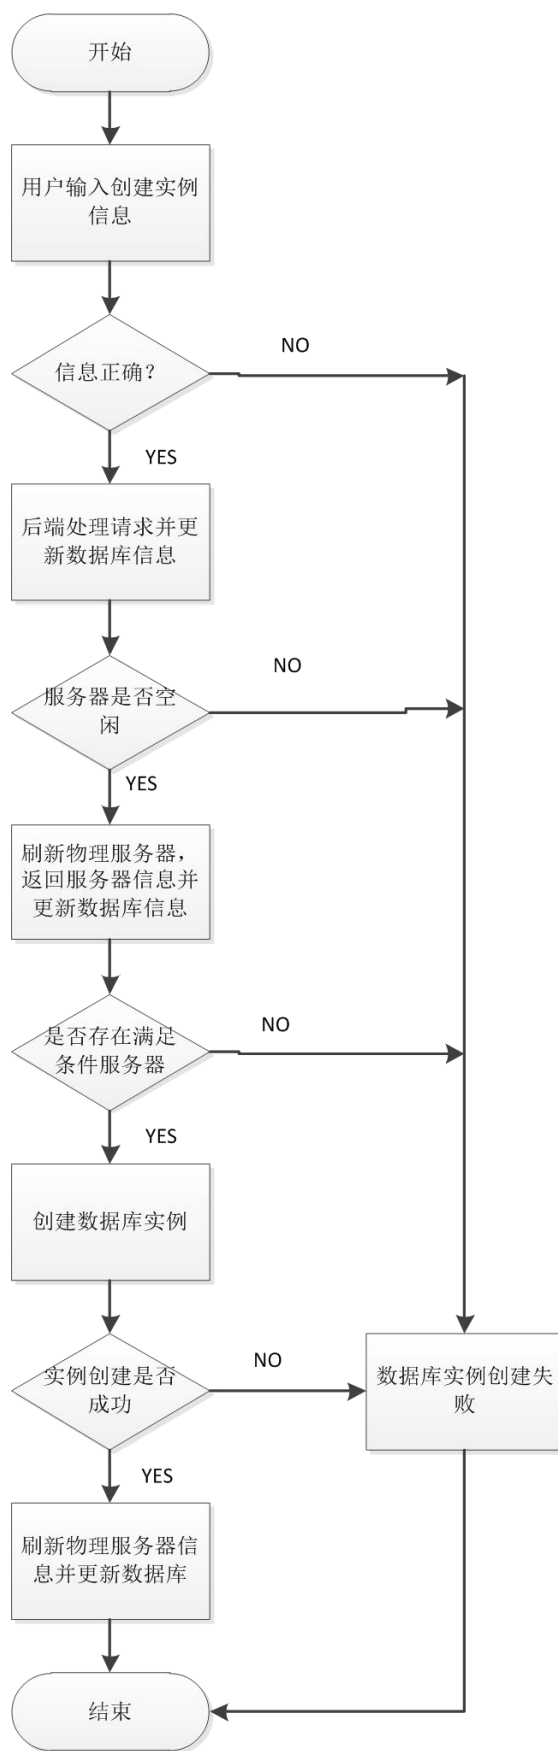 开始
用户输入创建实例
信息
信息正确？
NO
YES
后端处理请求并更
新数据库信息
服务器是否空
闲
NO
YES
刷新物理服务器，
返回服务器信息并
更新数据库信息
是否存在满足
条件服务器
NO
YES
创建数据库实例
实例创建是否
成功
NO
数据库实例创建失
败
YES
刷新物理服务器信
息并更新数据库
结束